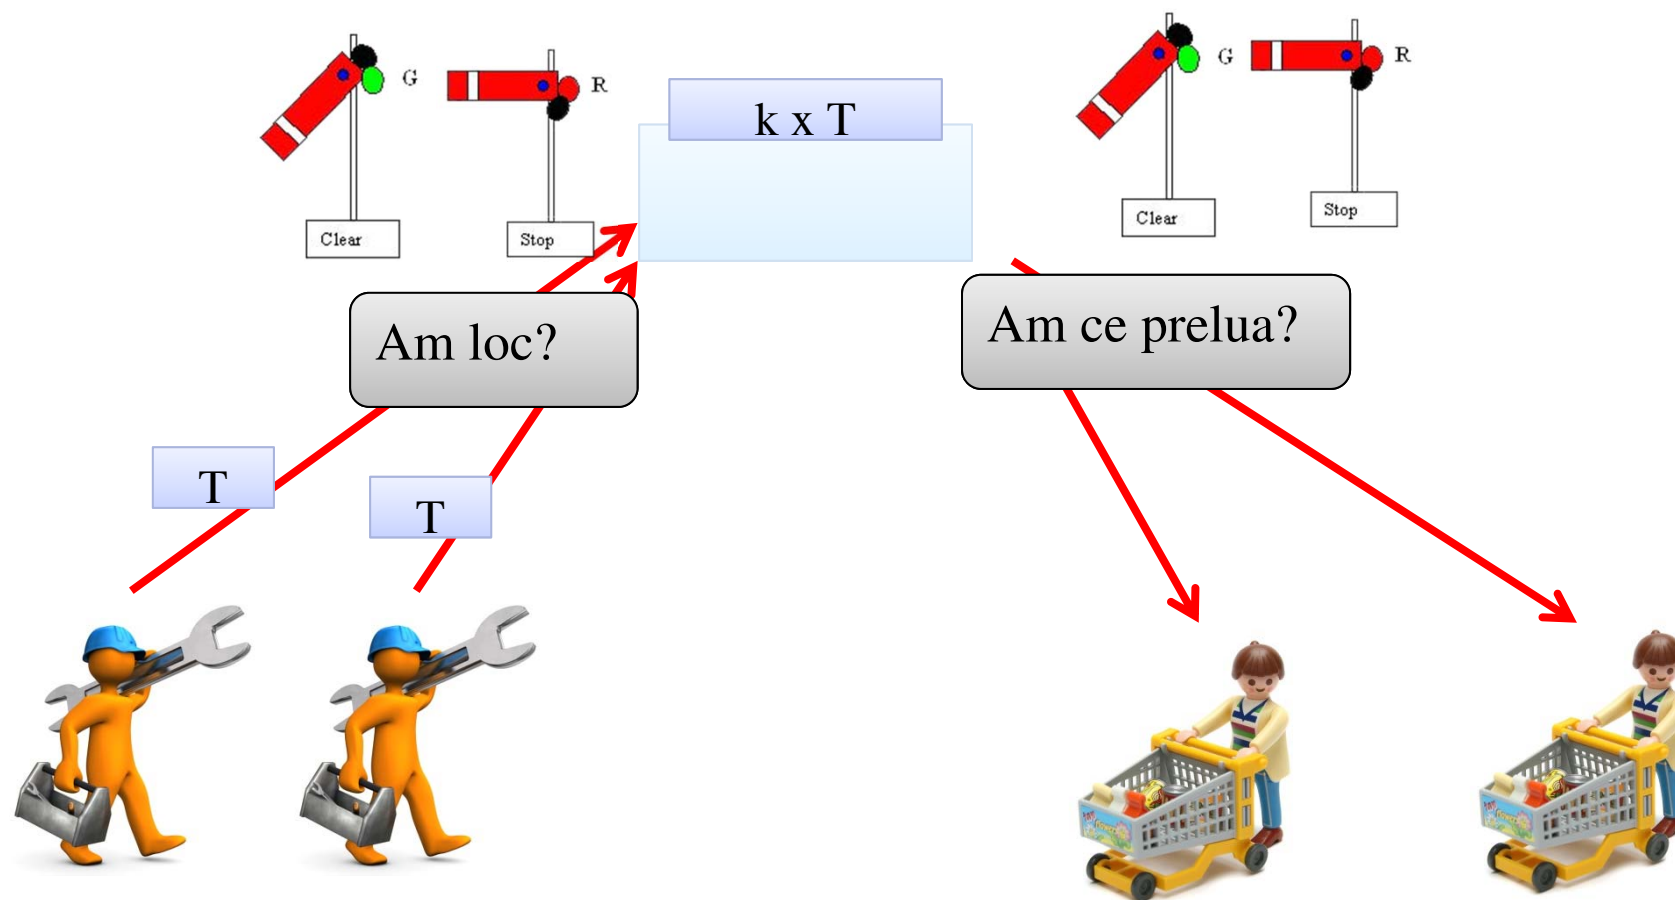 G
R
Clear
Stop
k x T
G
R
Clear
Stop
Am loc?
Am ce prelua?
T
T